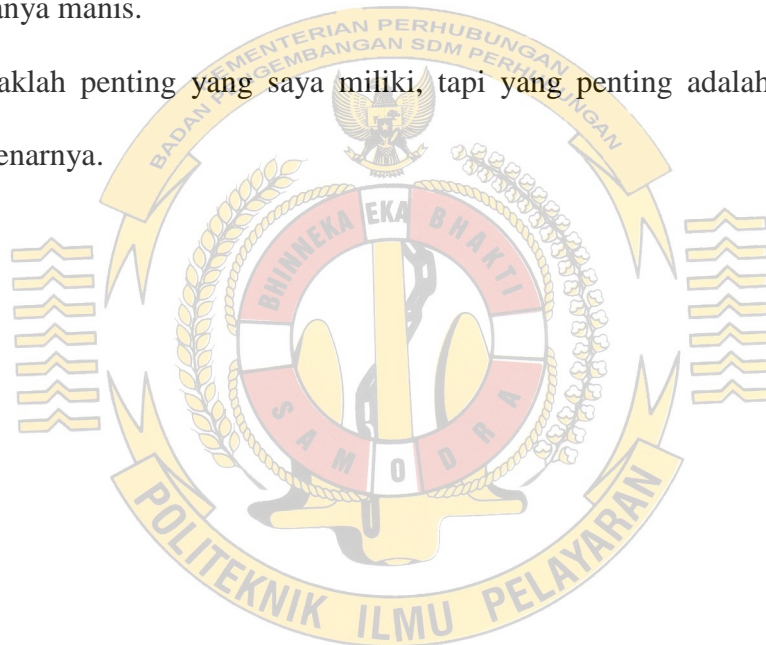 anya manis.
aklah penting yang saya miliki, tapi yang penting adalah
enarnya.
KEMENTERIAN PERHUBUNGAN
BADAN PENGEMBANGAN SDM PERHUBUNGAN
BHINNEKA EKA BHAKTI
SAMODRA
POLITEKNIK ILMU PELAYARAN